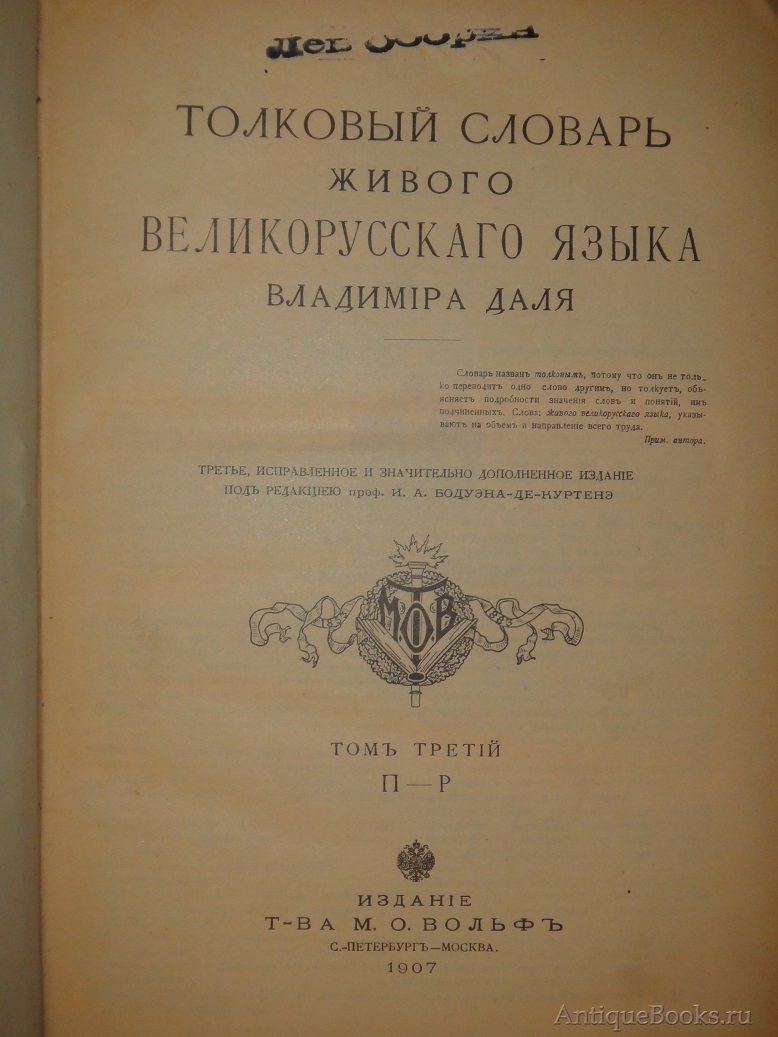 Лев
ТОЛКОВЫЙ СЛОВАРЬ
ЖИВОГО
ВЕЛИКОРУССКАГО ЯЗЫКА
ВЛАДИМІРА ДАЛЯ
Словарь названъ толковымъ, потому что онъ не толь-
ко переводитъ одно слово другимъ, но толкуетъ, объ-
ясняетъ подробности значенія словъ и понятій, имъ
подчиненныхъ. Слова: живого великорусскаго языка, указы-
ваютъ на объемъ и направленіе всего труда.
Прим. автора.
ТРЕТЬЕ, ИСПРАВЛЕННОЕ И ЗНАЧИТЕЛЬНО ДОПОЛНЕННОЕ ИЗДАНІЕ
ПОДЪ РЕДАКЦІЕЮ проф. И. А. БОДУЭНА-ДЕ-КУРТЕНЭ
Т
М.О.В
ТОМЪ ТРЕТІЙ
П—Р
ИЗДАНІЕ
Т-ВА М. О. ВОЛЬФЪ
С.-ПЕТЕРБУРГЪ—МОСКВА.
1907
AntiqueBooks.ru